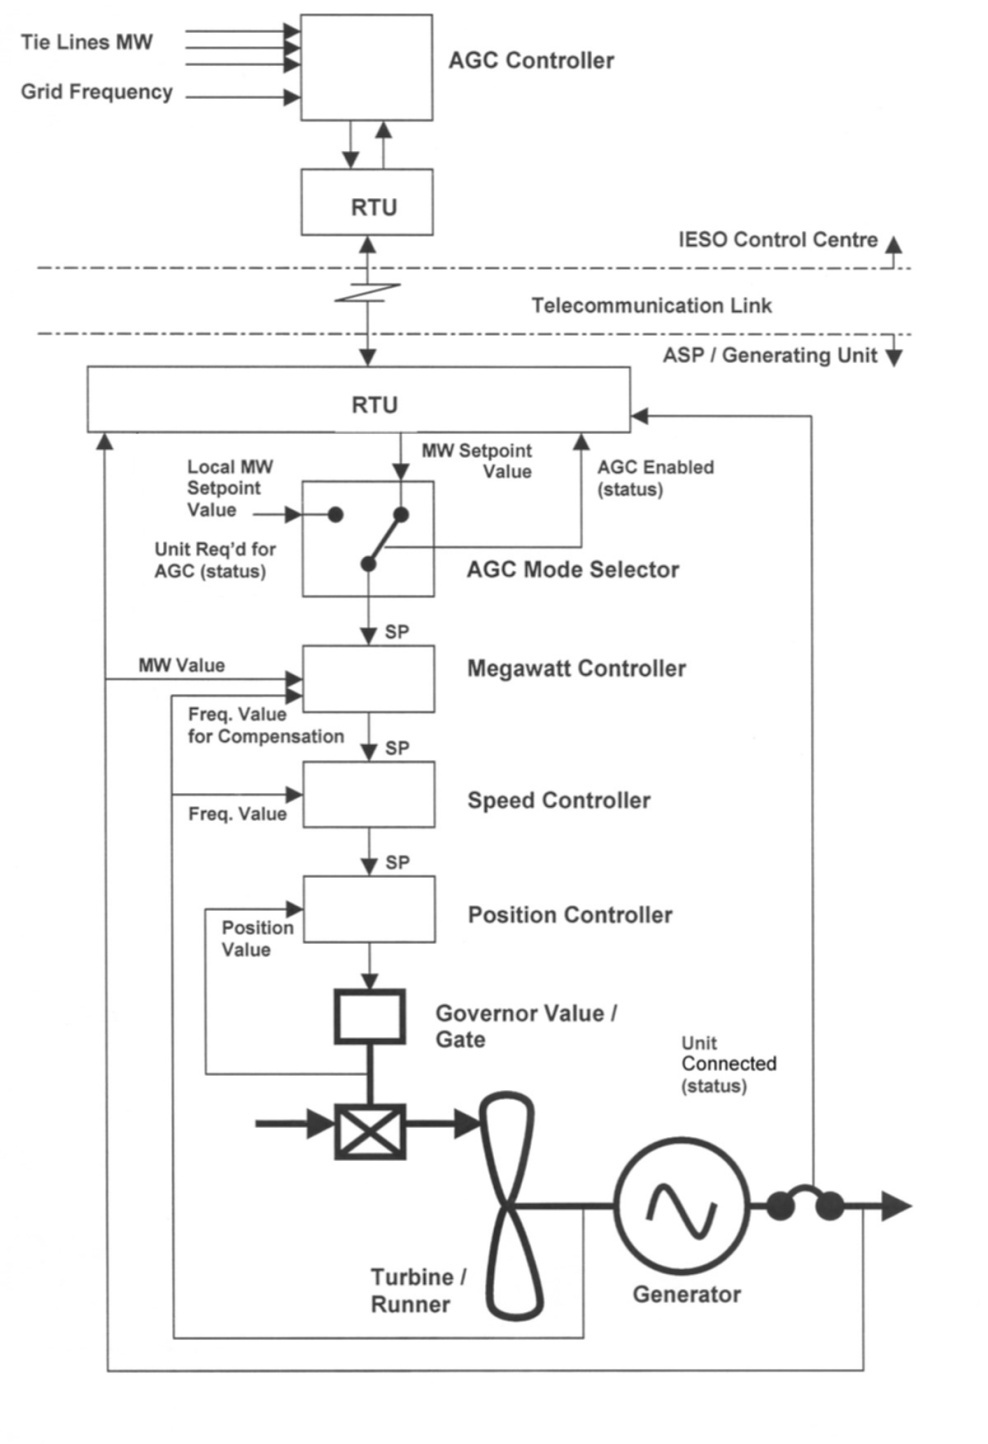 Tie Lines MW
AGC Controller
Grid Frequency
RTU
IESO Control Centre
Telecommunication Link
ASP / Generating Unit
RTU
MW Setpoint
Value
Local MW
Setpoint
Value
AGC Enabled
(status)
Unit Req'd for
AGC (status)
AGC Mode Selector
SP
MW Value
Megawatt Controller
Freq. Value
for Compensation
SP
Speed Controller
Freq. Value
SP
Position Controller
Position
Value
Governor Value /
Gate
Unit
Connected
(status)
Turbine /
Runner
Generator